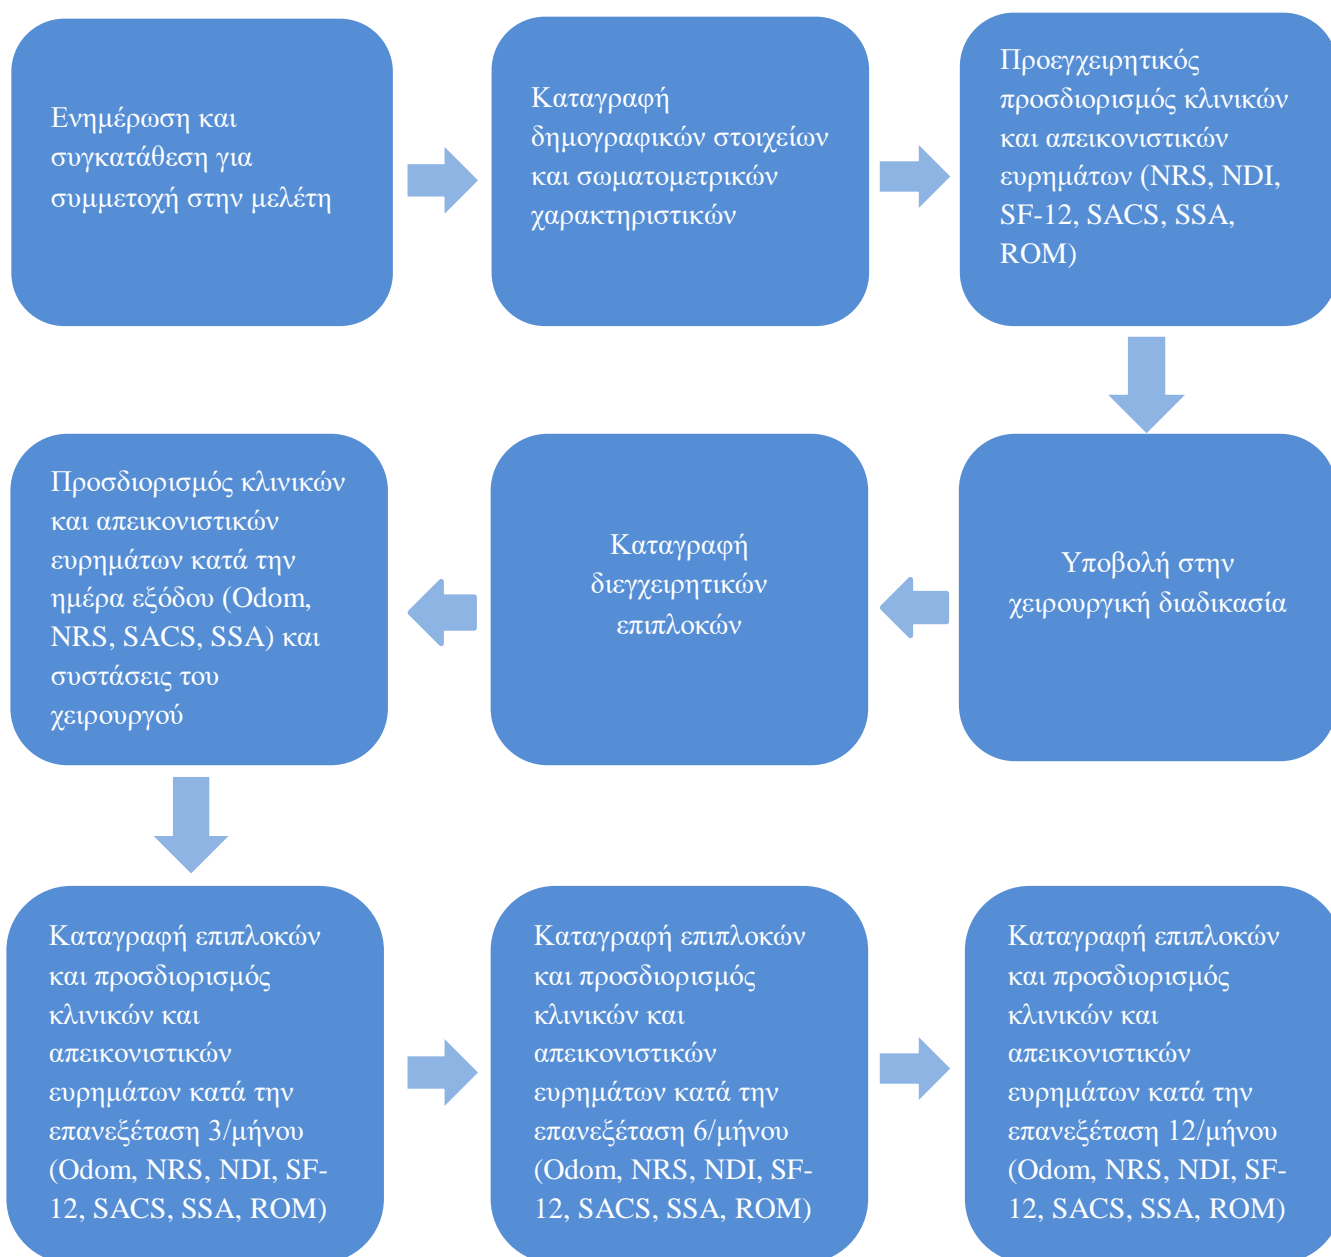 Ενημέρωση και
συγκατάθεση για
συμμετοχή στην μελέτη
Καταγραφή
δημογραφικών στοιχείων
και σωματομετρικών
χαρακτηριστικών
Προεγχειρητικός
προσδιορισμός κλινικών
και απεικονιστικών
ευρημάτων (NRS, NDI,
SF-12, SACS, SSA,
ROM)
Υποβολή στην
χειρουργική διαδικασία
Καταγραφή
διεγχειρητικών
επιπλοκών
Προσδιορισμός κλινικών
και απεικονιστικών
ευρημάτων κατά την
ημέρα εξόδου (Odom,
NRS, SACS, SSA) και
συστάσεις του
χειρουργού
Καταγραφή επιπλοκών
και προσδιορισμός
κλινικών και
απεικονιστικών
ευρημάτων κατά την
επανεξέταση 3/μήνου
(Odom, NRS, NDI, SF-
12, SACS, SSA, ROM)
Καταγραφή επιπλοκών
και προσδιορισμός
κλινικών και
απεικονιστικών
ευρημάτων κατά την
επανεξέταση 6/μήνου
(Odom, NRS, NDI, SF-
12, SACS, SSA, ROM)
Καταγραφή επιπλοκών
και προσδιορισμός
κλινικών και
απεικονιστικών
ευρημάτων κατά την
επανεξέταση 12/μήνου
(Odom, NRS, NDI, SF-
12, SACS, SSA, ROM)